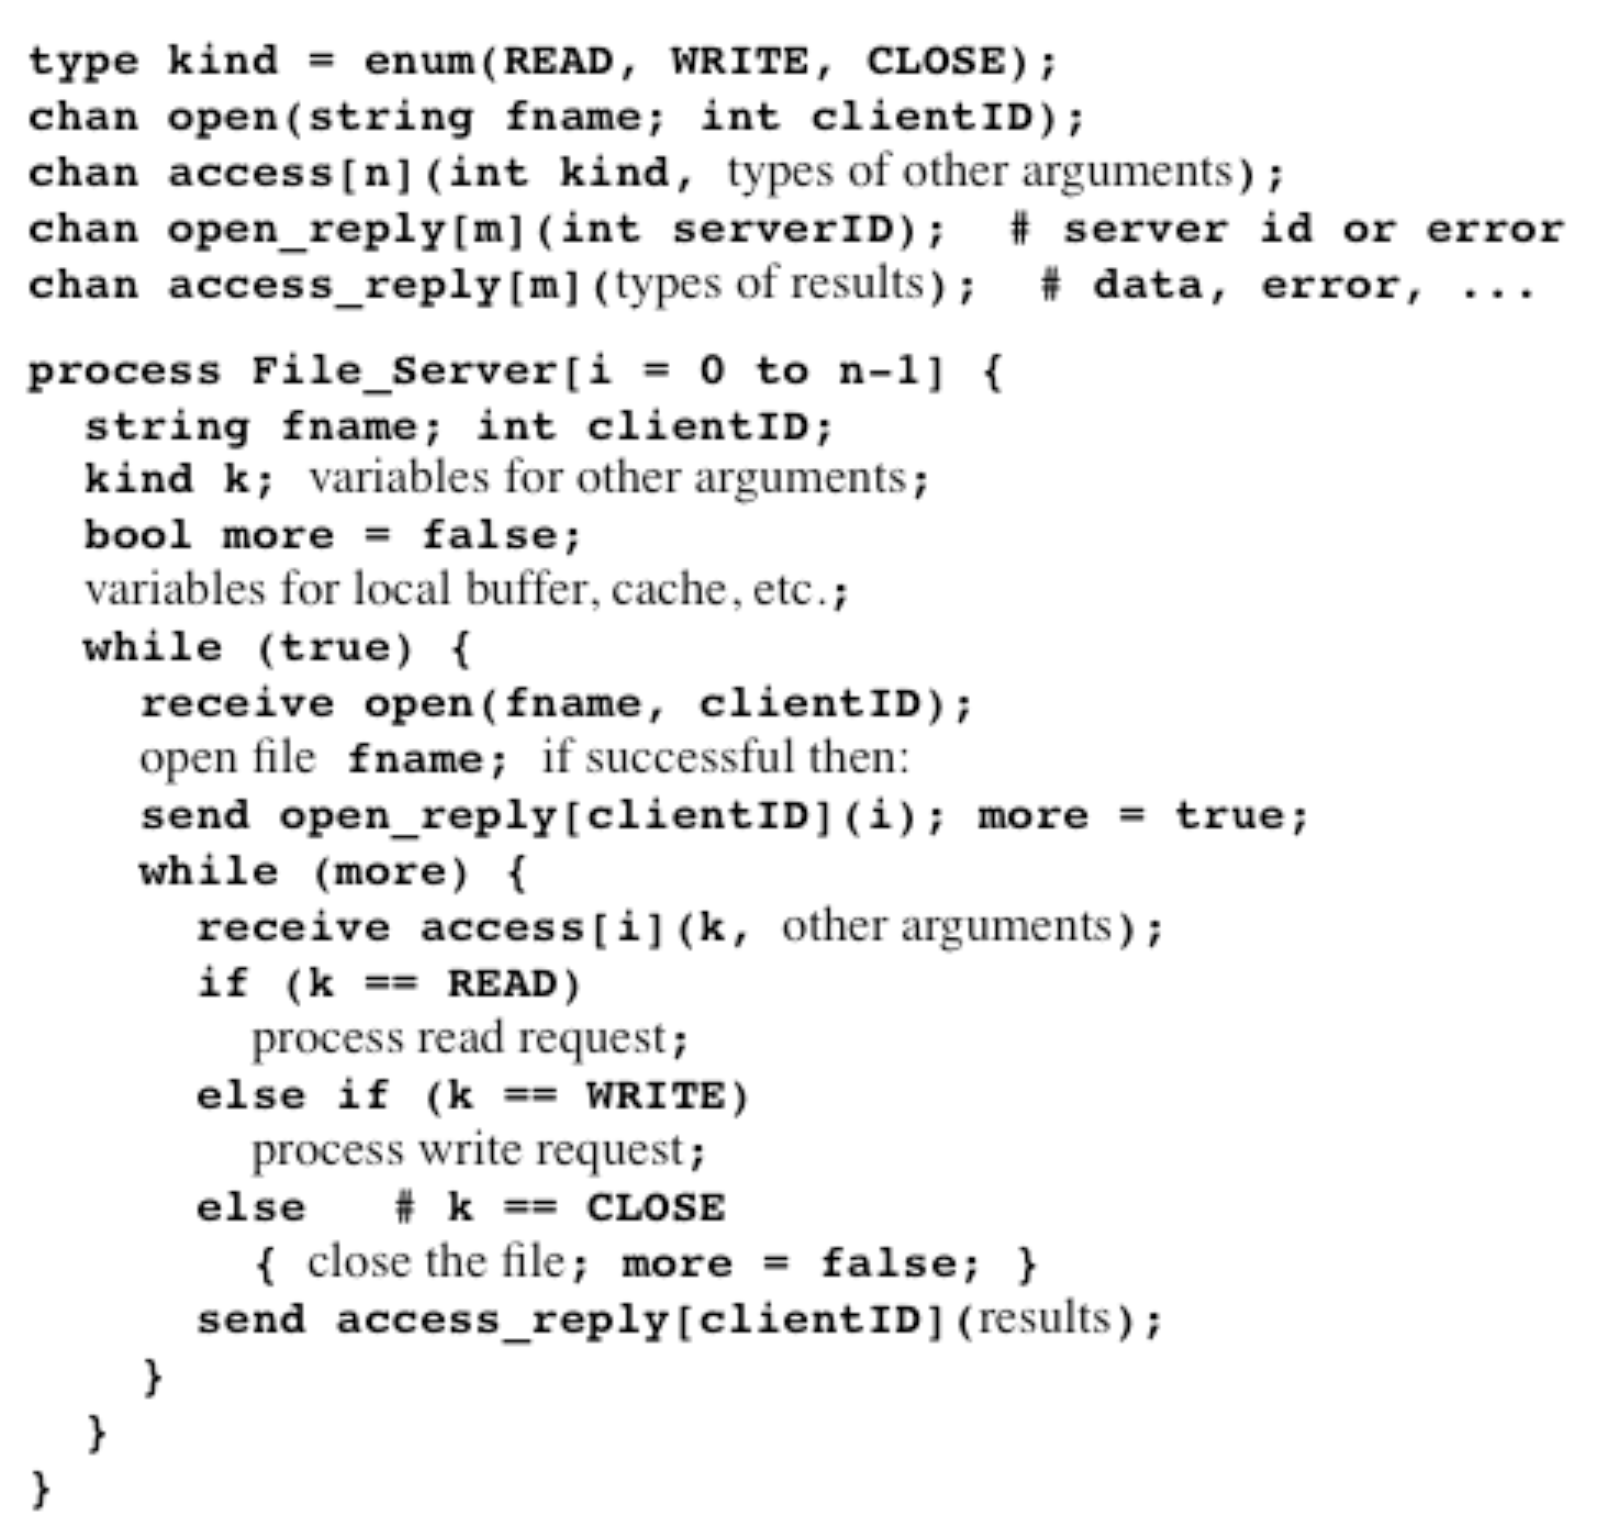 type kind = enum(READ, WRITE, CLOSE);
chan open(string fname; int clientID);
chan access[n](int kind, types of other arguments);
chan open_reply[m](int serverID);  # server id or error
chan access_reply[m](types of results);  # data, error, ...
process File_Server[i = 0 to n-1] {
string fname; int clientID;
kind k; variables for other arguments;
bool more = false;
variables for local buffer, cache, etc.;
while (true) {
receive open(fname, clientID);
open file fname; if successful then:
send open_reply[clientID](i); more = true;
while (more) {
receive access[i](k, other arguments);
if (k == READ)
process read request;
else if (k == WRITE)
process write request;
else   # k == CLOSE
{ close the file; more = false; }
send access_reply[clientID](results);
}
}
}